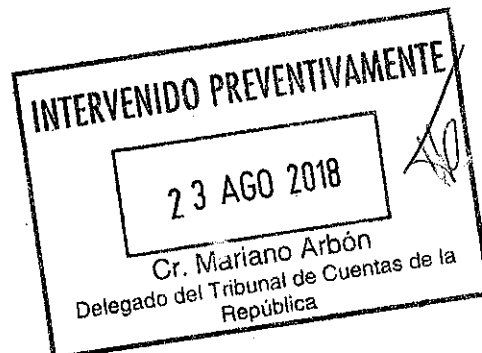 INTERVENIDO PREVENTIVAMENTE
23 AGO 2018
Cr. Mariano Arbón
Delegado del Tribunal de Cuentas de la
República